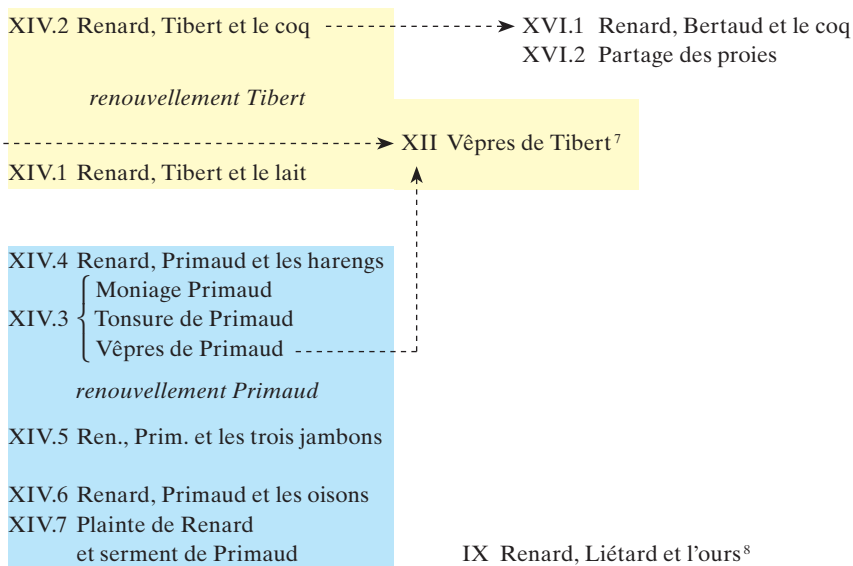 XIV.2 Renard, Tibert et le coq
XVI.1 Renard, Bertaud et le coq
XVI.2 Partage des proies
renouvellement Tibert
XII Vêpres de Tibert 7
XIV.1 Renard, Tibert et le lait
XIV.4 Renard, Primaud et les harengs
Moniage Primaud
XIV.3 Tonsure de Primaud
Vêpres de Primaud
renouvellement Primaud
XIV.5 Ren., Prim. et les trois jambons
XIV.6 Renard, Primaud et les oisons
XIV.7 Plainte de Renard
et serment de Primaud
IX Renard, Liétard et l'ours 8